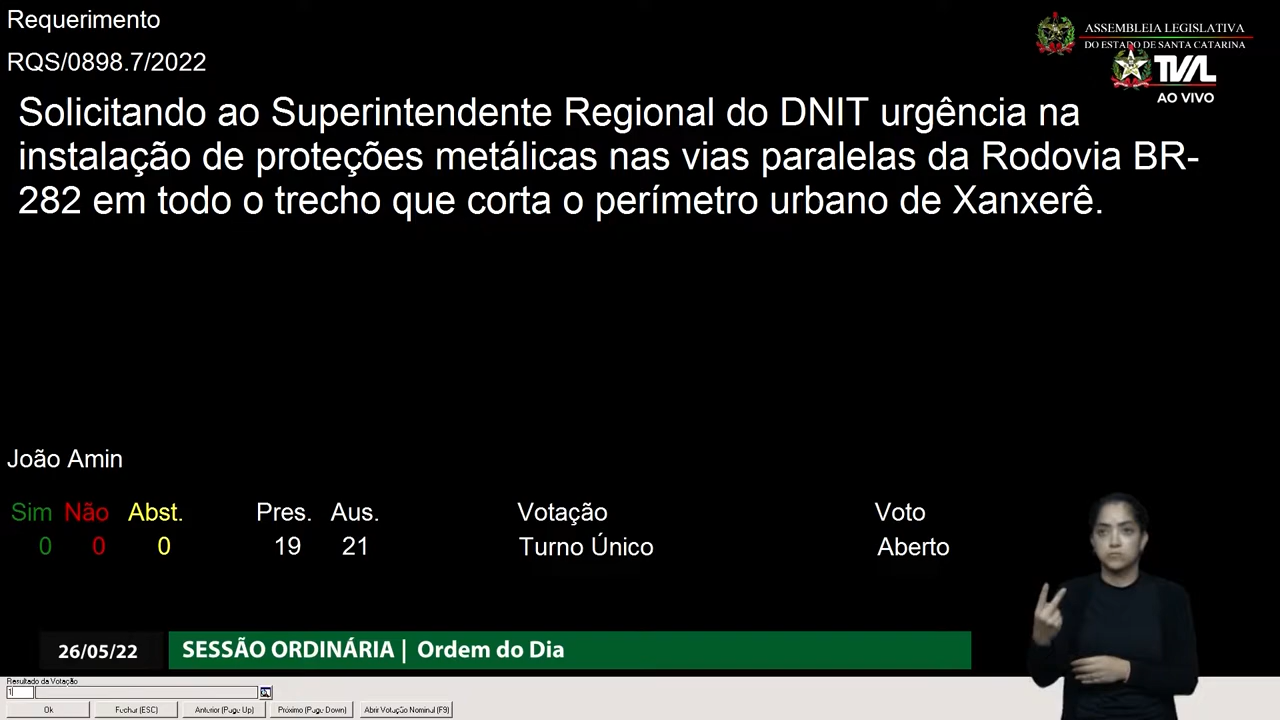 Requerimento
RQS/0898.7/2022
ASSEMBLEIA LEGISLATIVA
DO ESTADO DE SANTA CATARINA
TVAL
AO VIVO
Solicitando ao Superintendente Regional do DNIT urgência na
instalação de proteções metálicas nas vias paralelas da Rodovia BR-
282 em todo o trecho que corta o perímetro urbano de Xanxerê.
João Amin
Sim Não Abst. Pres. Aus. Votação Voto
0 0 0 19 21 Turno Único Aberto
26/05/22 SESSÃO ORDINÁRIA | Ordem do Dia
Resultado da Votação
1
Ok Fechar (ESC) Anterior (Page Up) Próximo (Page Down) Abrir Votação Nominal (F9)